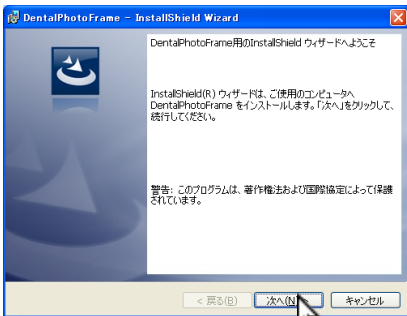 DentalPhotoFrame - InstallShield Wizard
DentalPhotoFrame用のInstallShield ウィザードへようこそ
InstallShield(R) ウィザードは、ご使用のコンピュータへ
DentalPhotoFrame をインストールします。「次へ」をクリックして、
続行してください。
警告: このプログラムは、著作権法および国際協定によって保護
されています。
< 戻る(B)
次へ(N) >
キャンセル